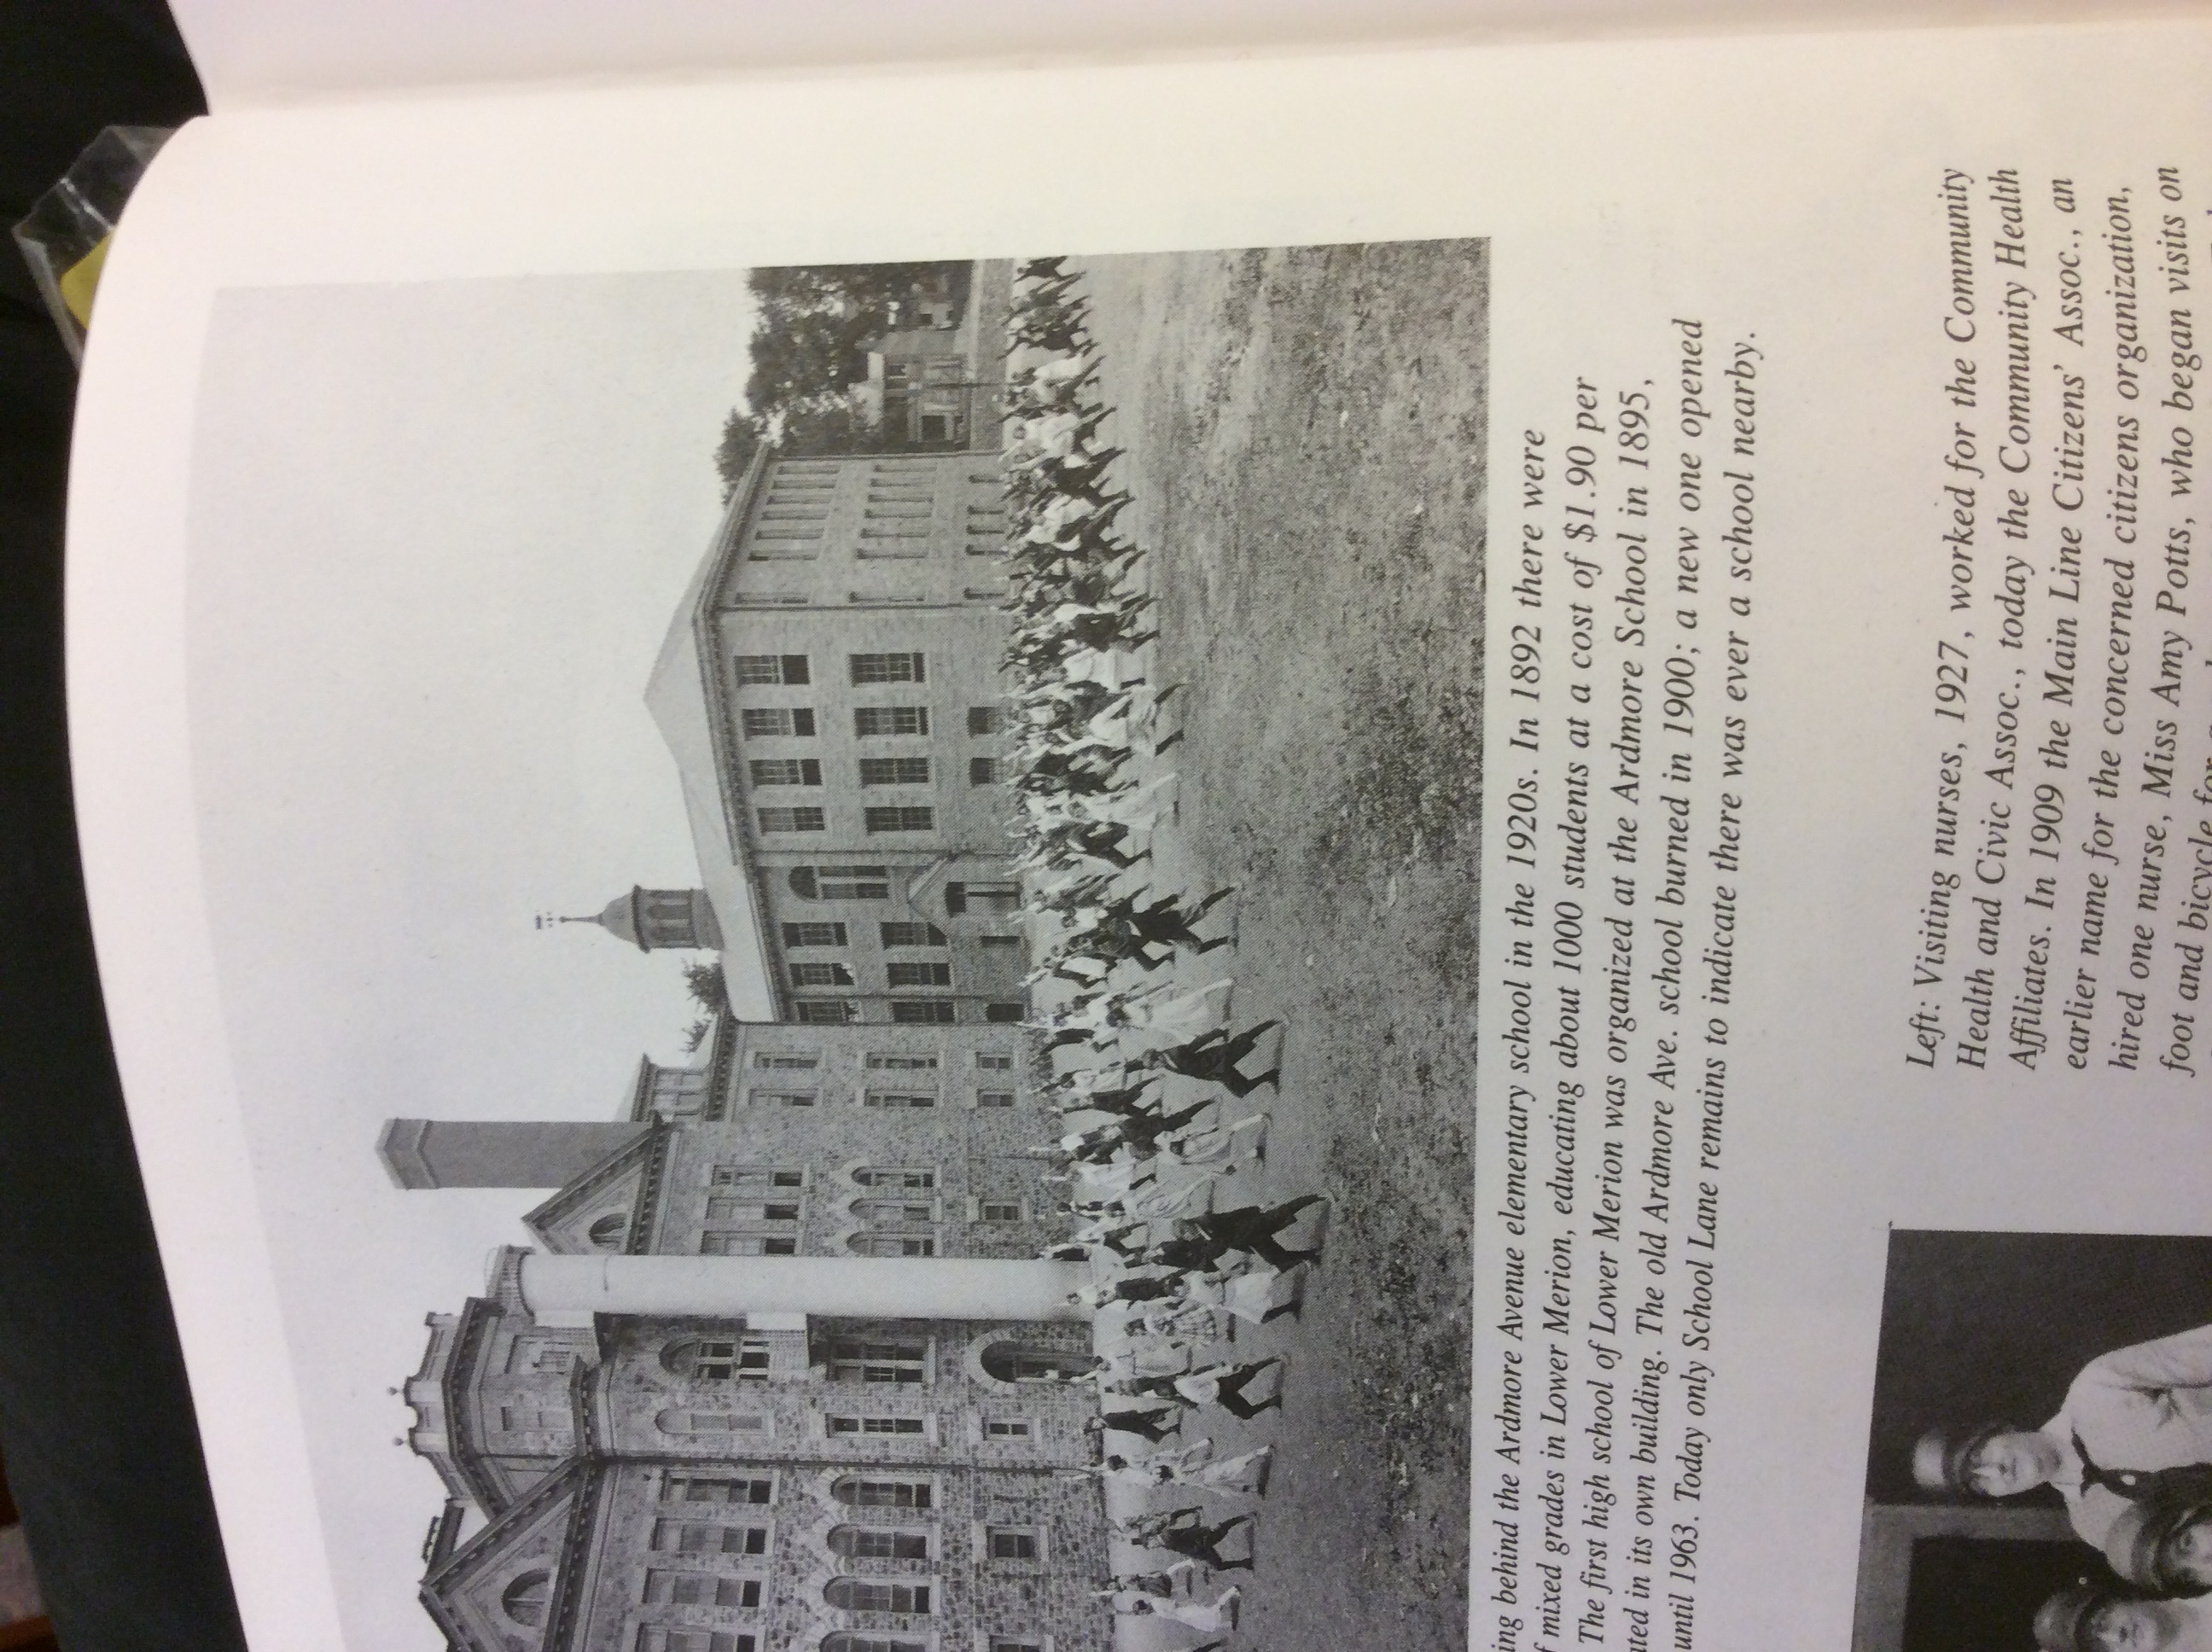 ing behind the Ardmore Avenue elementary school in the 1920s. In 1892 there were
mixed grades in Lower Merion, educating about 1000 students at a cost of $1.90 per
The first high school of Lower Merion was organized at the Ardmore School in 1895,
ated in its own building. The old Ardmore Ave. school burned in 1900; a new one opened
until 1963. Today only School Lane remains to indicate there was ever a school nearby.
Left: Visiting nurses, 1927, worked for the Community
Health and Civic Assoc., today the Community Health
Affiliates. In 1909 the Main Line Citizens' Assoc., an
earlier name for the concerned citizens organization,
hired one nurse, Miss Amy Potts, who began visits on
foot and bicycle for